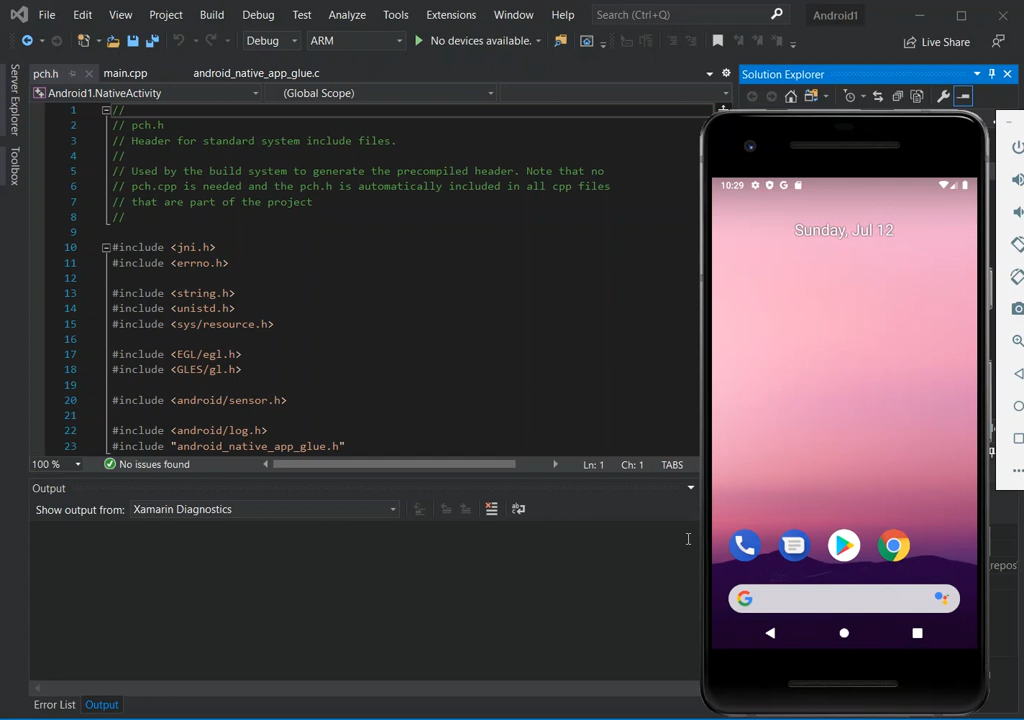 File Edit View Project Build Debug Test Analyze Tools Extensions Window Help Search (Ctrl+Q) Android1
Debug ARM No devices available. Live Share
Server Explorer
Toolbox
pch.h main.cpp android_native_app_glue.c
Android1.NativeActivity (Global Scope)
1 //
2 // pch.h
3 // Header for standard system include files.
4 //
5 // Used by the build system to generate the precompiled header. Note that no
6 // pch.cpp is needed and the pch.h is automatically included in all cpp files
7 // that are part of the project
8 //
9
10 #include <jni.h>
11 #include <errno.h>
12
13 #include <string.h>
14 #include <unistd.h>
15 #include <sys/resource.h>
16
17 #include <EGL/egl.h>
18 #include <GLES/gl.h>
19
20 #include <android/sensor.h>
21
22 #include <android/log.h>
23 #include "android_native_app_glue.h"
100 % No issues found Ln: 1 Ch: 1 TABS
Output
Show output from: Xamarin Diagnostics
Error List Output
Solution Explorer
10:29 G
Sunday, Jul 12
G
repos